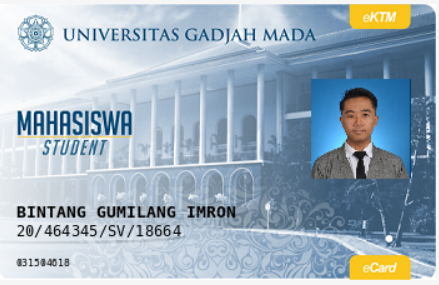 UNIVERSITAS GADJAH MADA
eKTM
MAHASISWA
STUDENT
BINTANG GUMILANG IMRON
20/464345/SV/18664
031504618
eCard